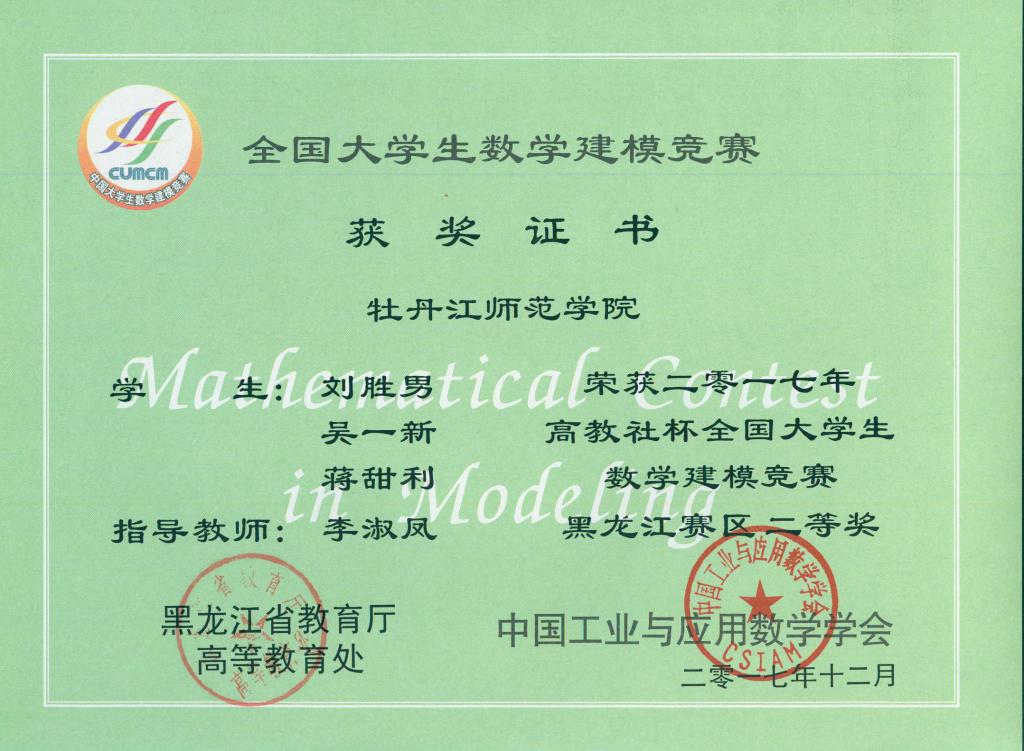 CUMCM
中国大学生数学建模竞赛
全国大学生数学建模竞赛
获 奖 证 书
牡丹江师范学院
Mathematical Contest
in Modeling
学 生：刘胜男
吴一新
蒋甜利
指导教师：李淑凤
荣获二零一七年
高教社杯全国大学生
数学建模竞赛
黑龙江赛区 二等奖
省教育厅
黑龙江省教育厅
高等教育处
中国工业与应用数学学会
CSIAM
中国工业与应用数学学会
二零一七年十二月